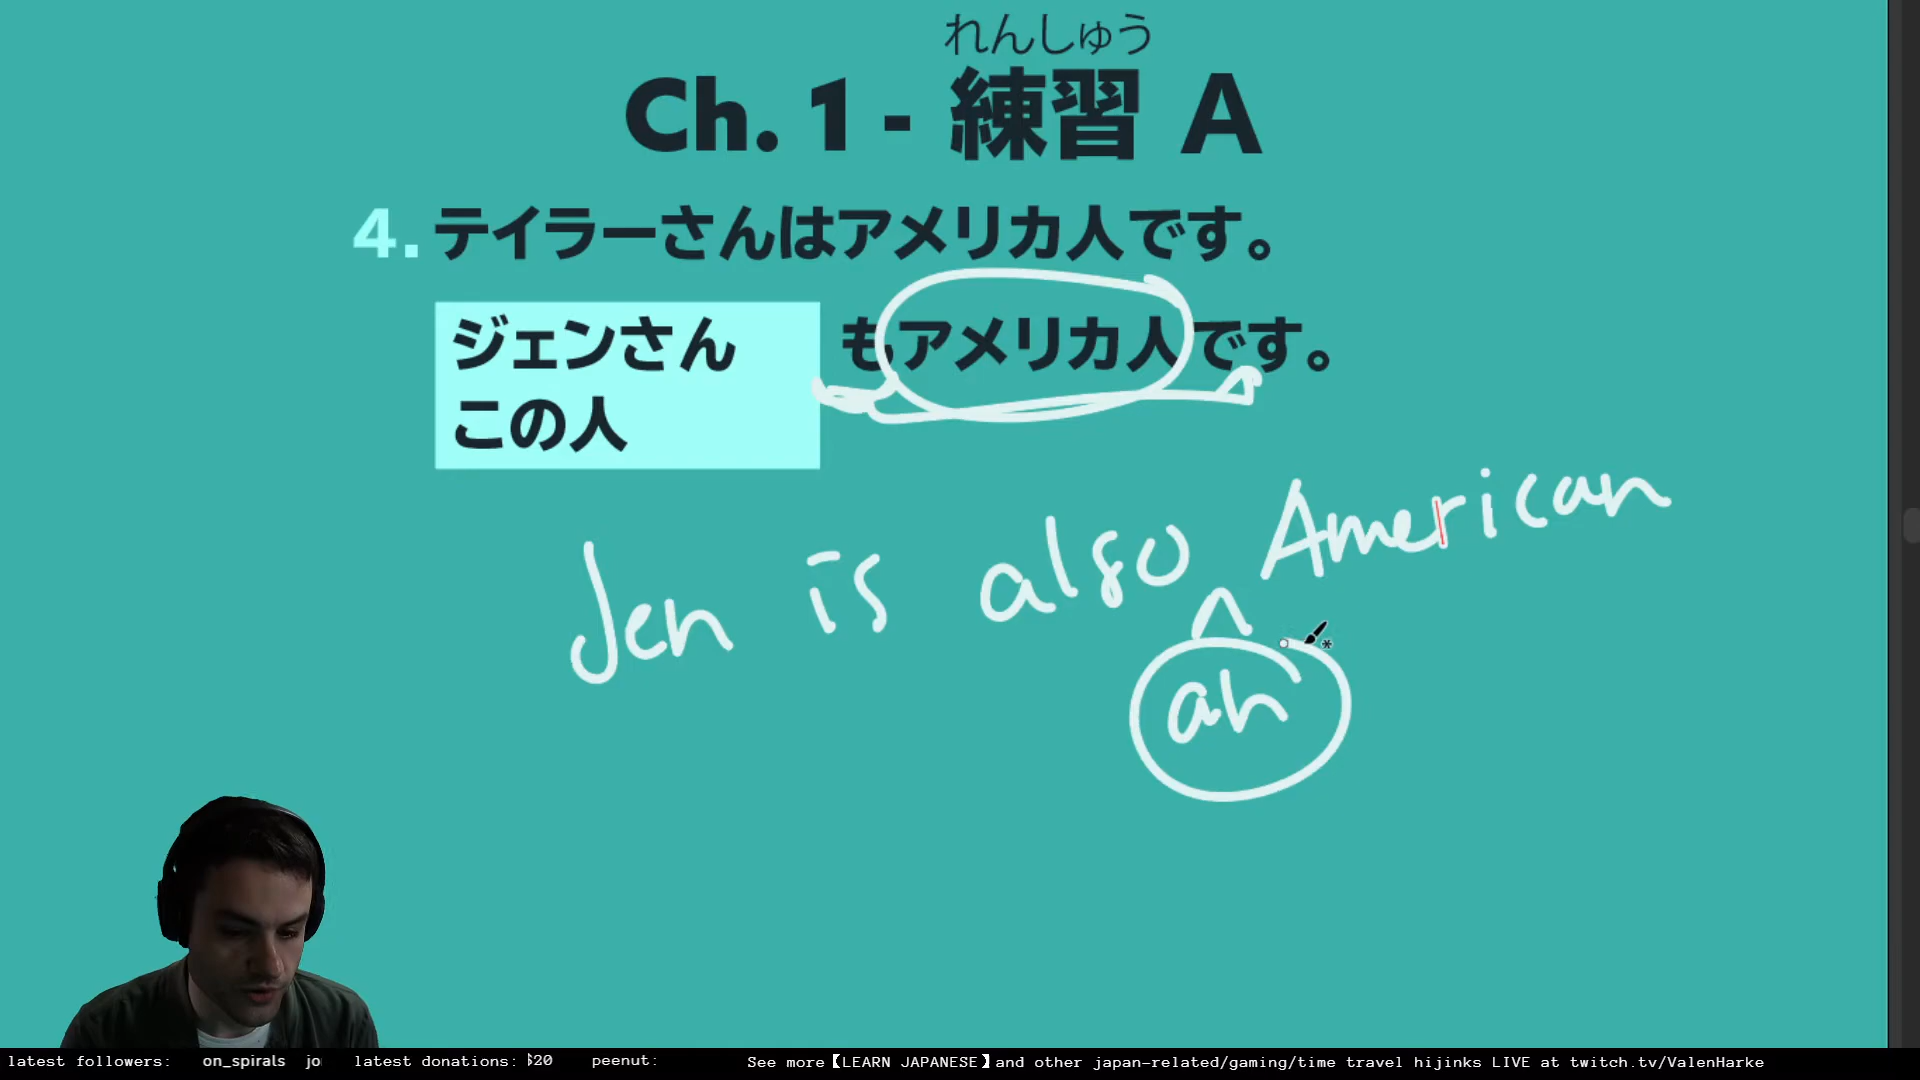 れんしゅう
Ch. 1 - 練習 A
4. テイラーさんはアメリカ人です。
ジェンさん もアメリカ人です。
この人
Jen is also American
^
an
latest followers: on_spirals jo latest donations: $20 peenut: See more【LEARN JAPANESE】and other japan-related/gaming/time travel hijinks LIVE at twitch.tv/ValenHarke